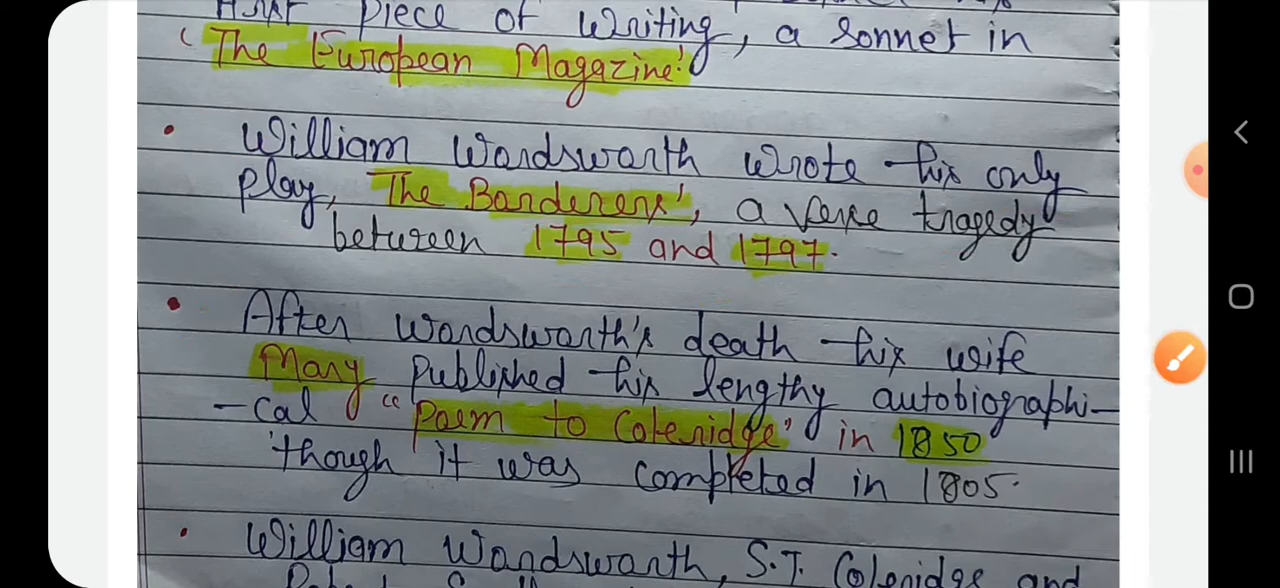 First piece of writing, a sonnet in
'The European Magazine'.
• William Wordsworth wrote his only
play, The Borderers', a verse tragedy
between 1795 and 1797.
• After Wordsworth's death his wife
Mary published his lengthy autobiographi-
-cal "Poem to Coleridge' in 1850
though it was completed in 1805.
• William Wordsworth, S.T. Coleridge and